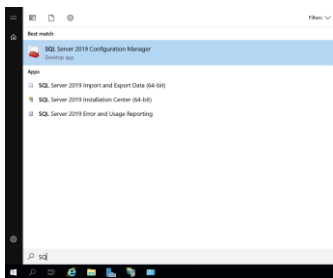 Filters
Best match
SQL Server 2019 Configuration Manager
Desktop app
Apps
SQL Server 2019 Import and Export Data (64-bit)
SQL Server 2019 Installation Center (64-bit)
SQL Server 2019 Error and Usage Reporting
sq